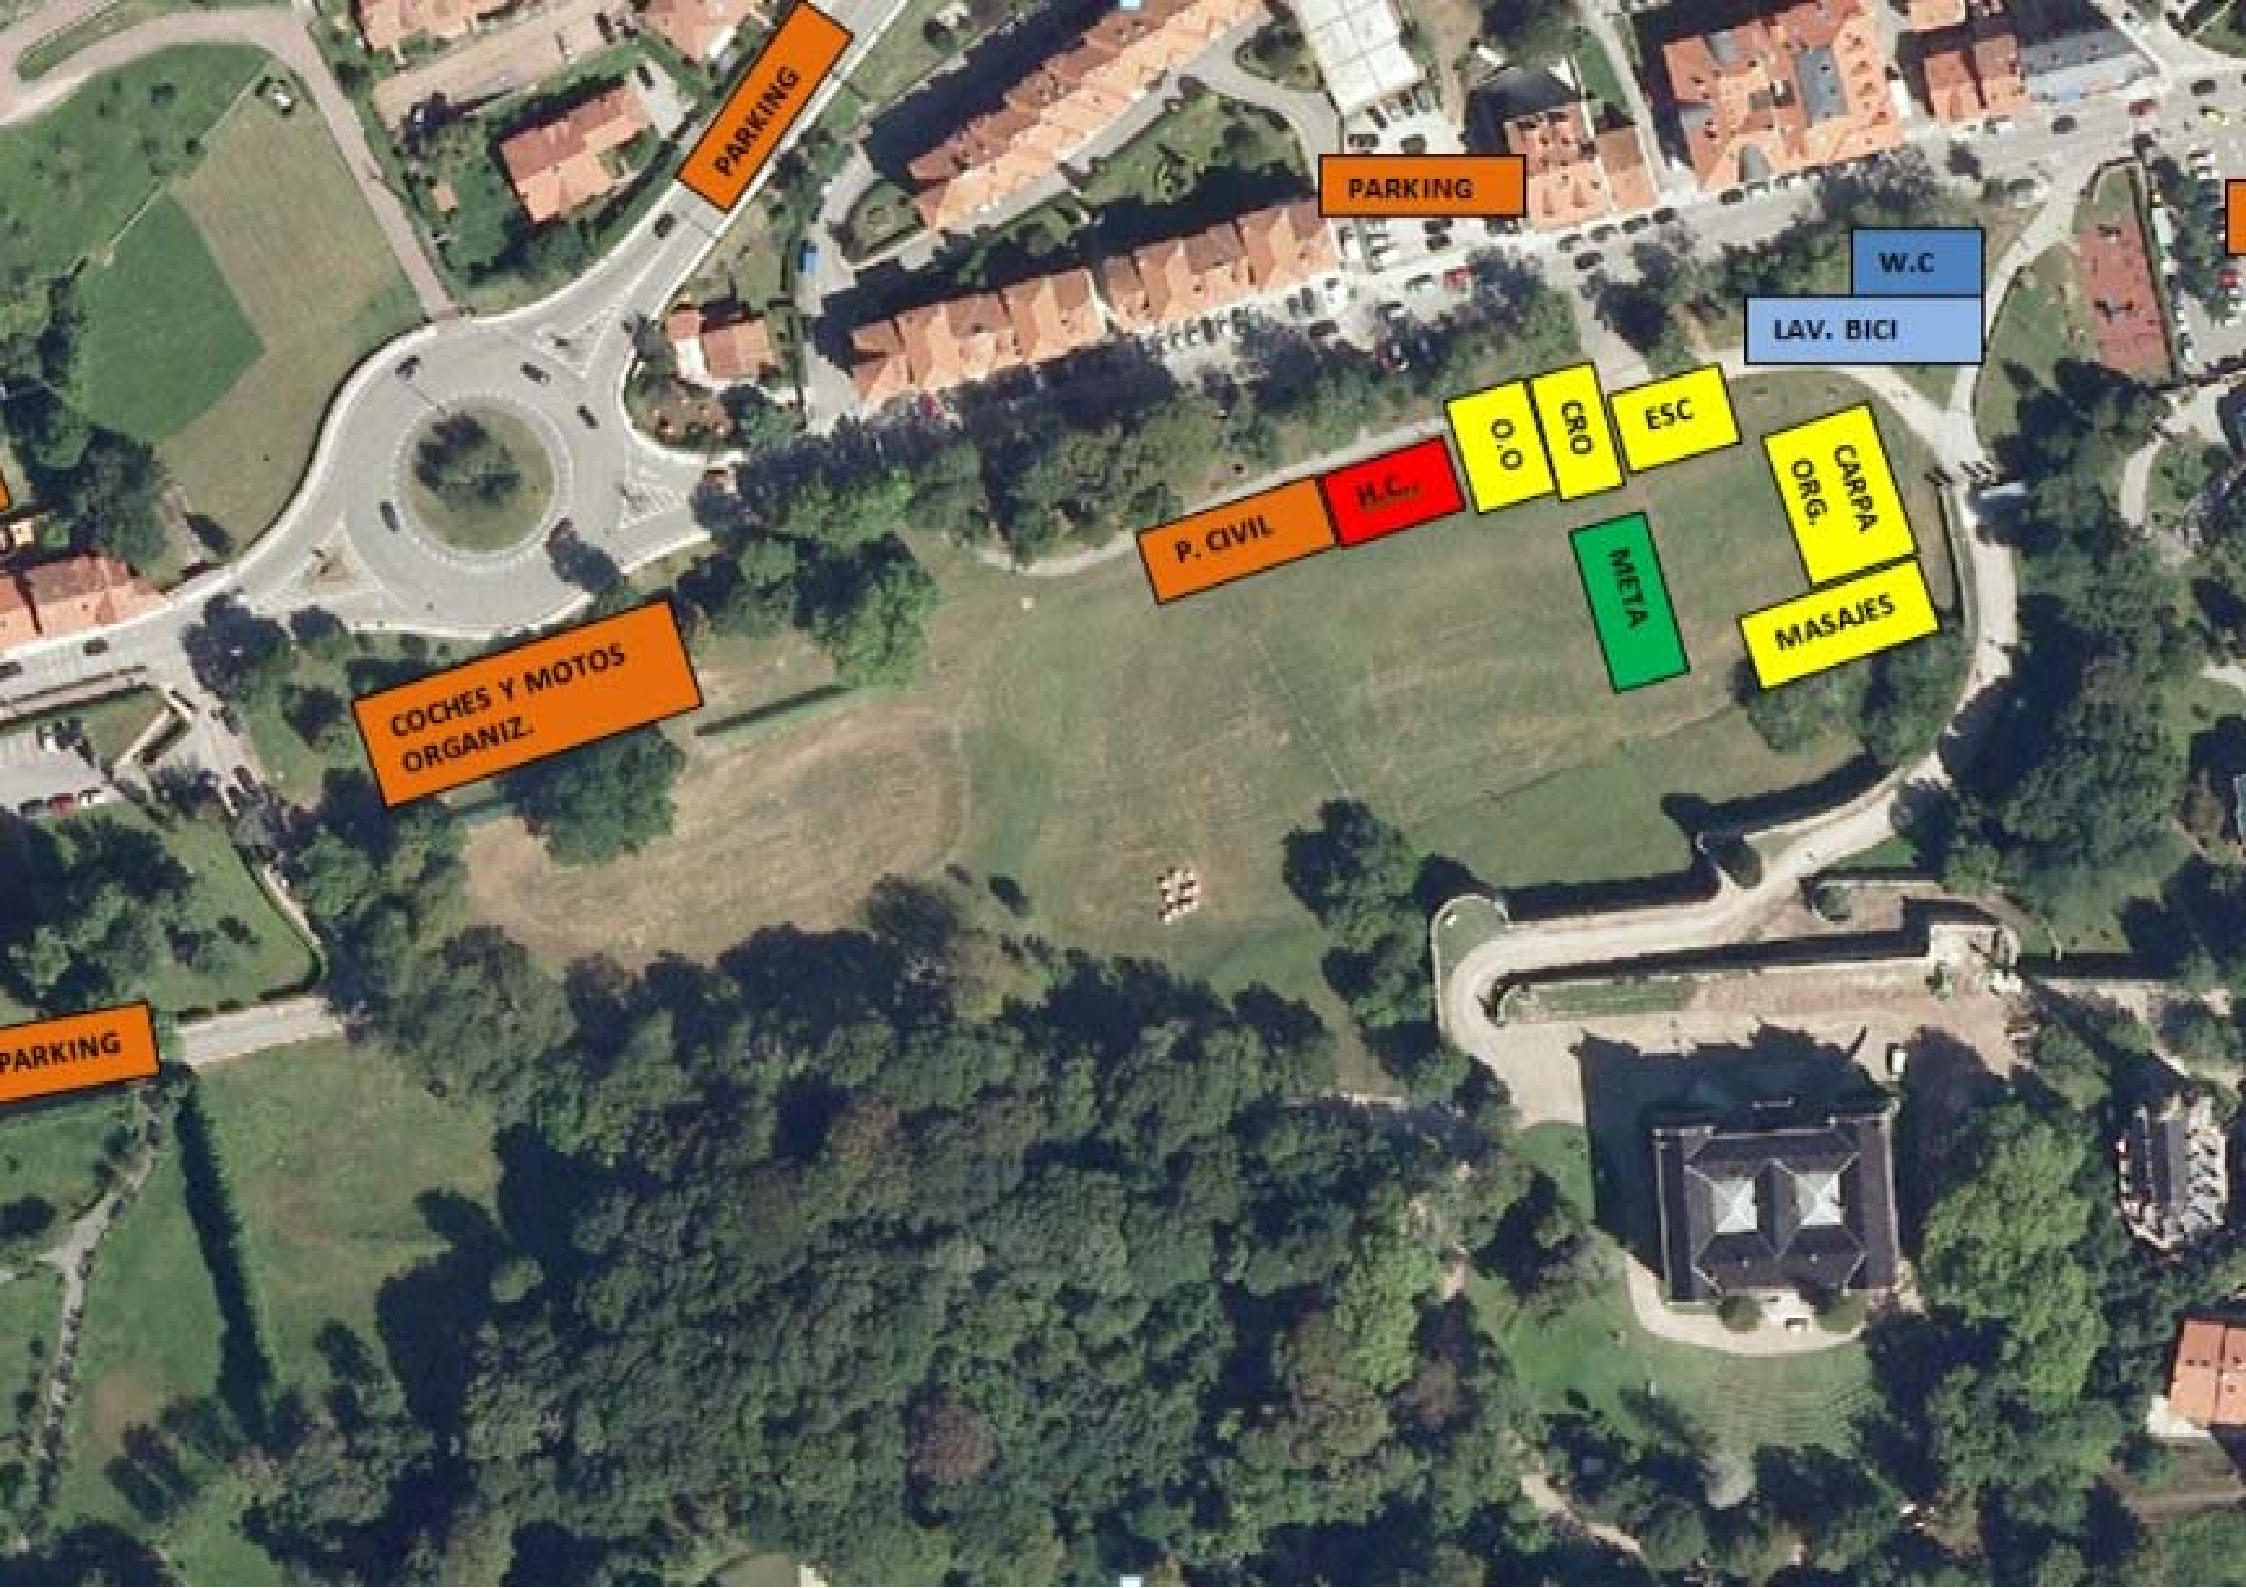 PARKING
PARKING
W.C
LAV. BICI
O.O
CRO
ESC
CARPA
ORG.
H.C..
P. CIVIL
META
MASAJES
COCHES Y MOTOS
ORGANIZ.
PARKING